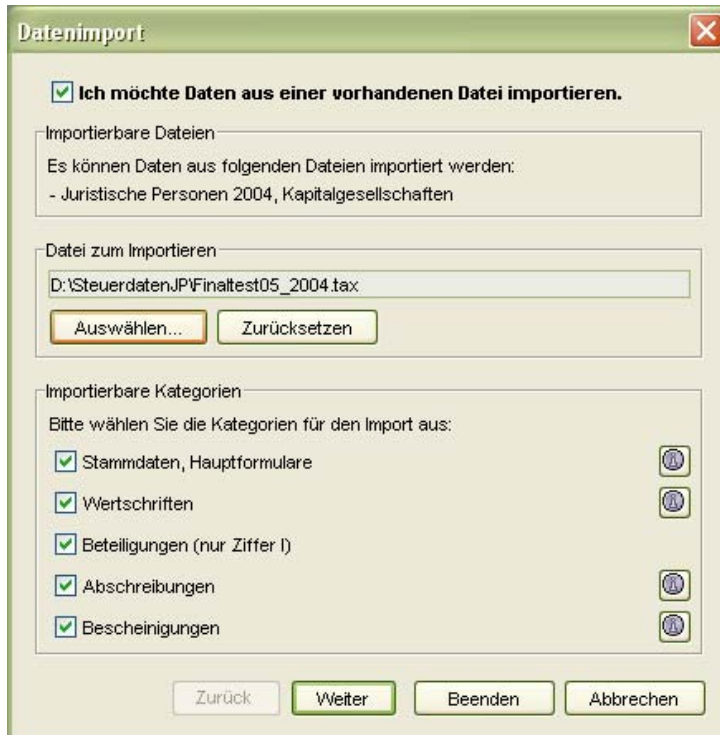 Datenimport
Ich möchte Daten aus einer vorhandenen Datei importieren.
Importierbare Dateien
Es können Daten aus folgenden Dateien importiert werden:
- Juristische Personen 2004, Kapitalgesellschaften
Datei zum Importieren
D:\SteuerdatenJP\Finaltest05_2004.tax
Auswählen... Zurücksetzen
Importierbare Kategorien
Bitte wählen Sie die Kategorien für den Import aus:
Stammdaten, Hauptformulare
Wertschriften
Beteiligungen (nur Ziffer I)
Abschreibungen
Bescheinigungen
Zurück Weiter Beenden Abbrechen